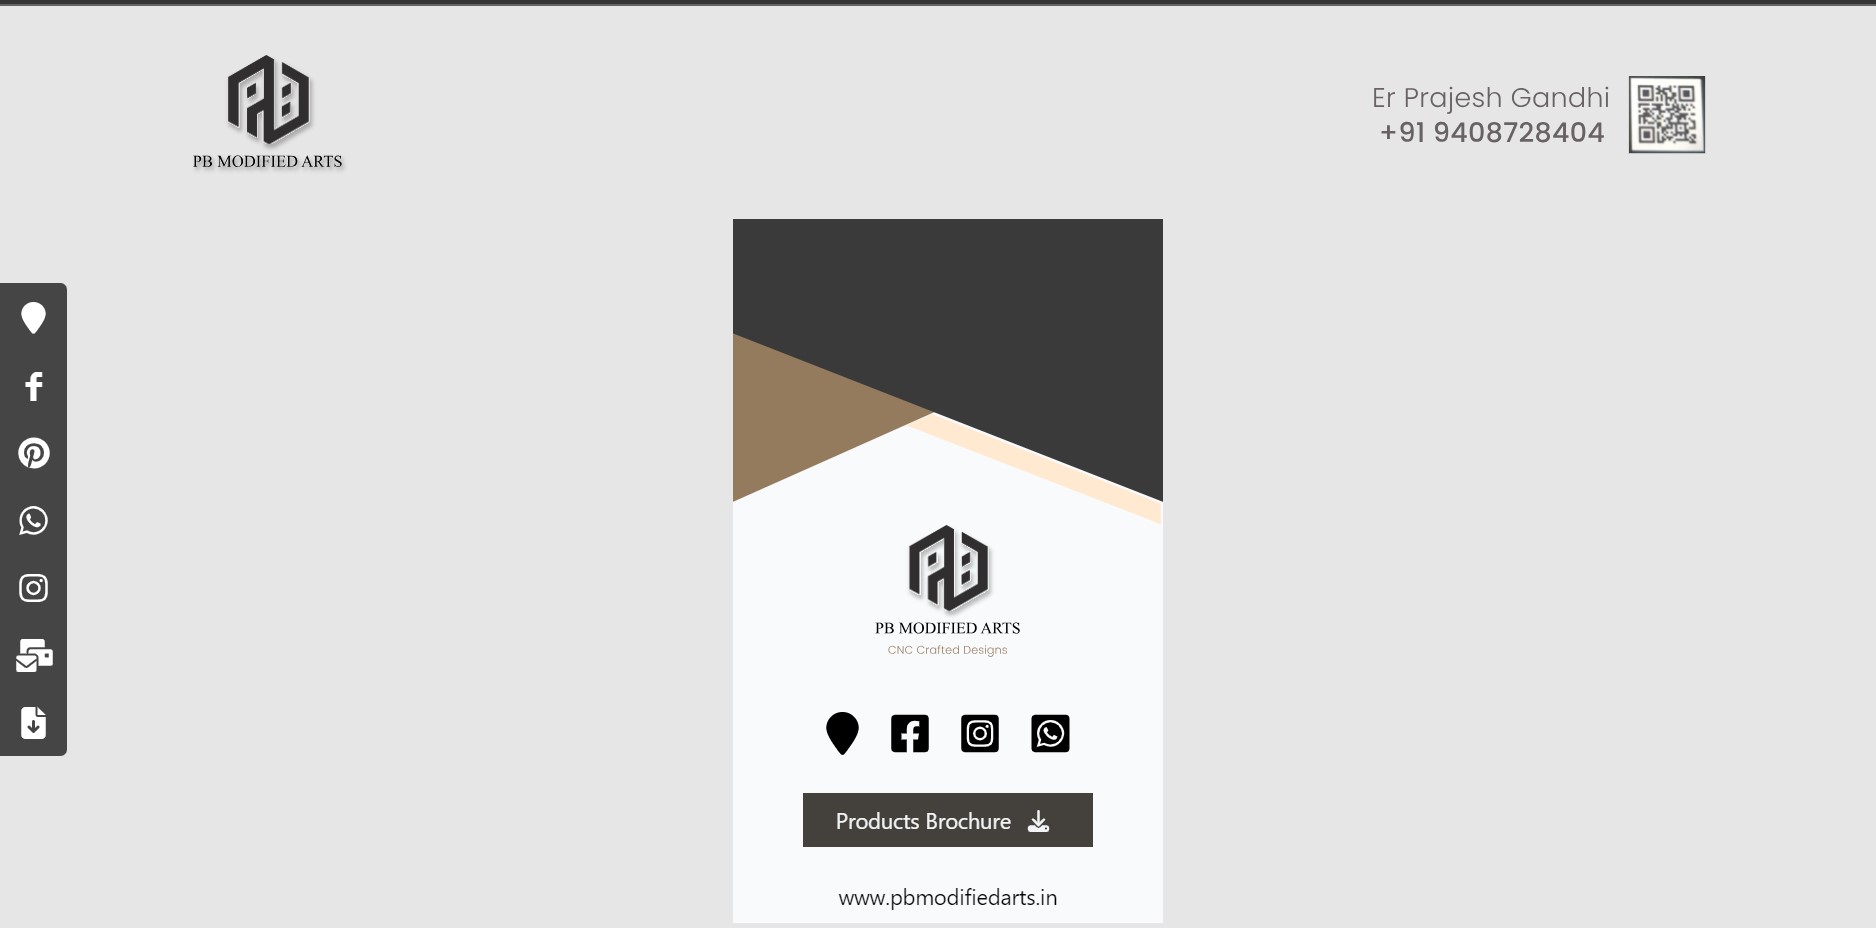 PB MODIFIED ARTS
Er Prajesh Gandhi
+91 9408728404
PB MODIFIED ARTS
CNC Crafted Designs
Products Brochure
www.pbmodifiedarts.in